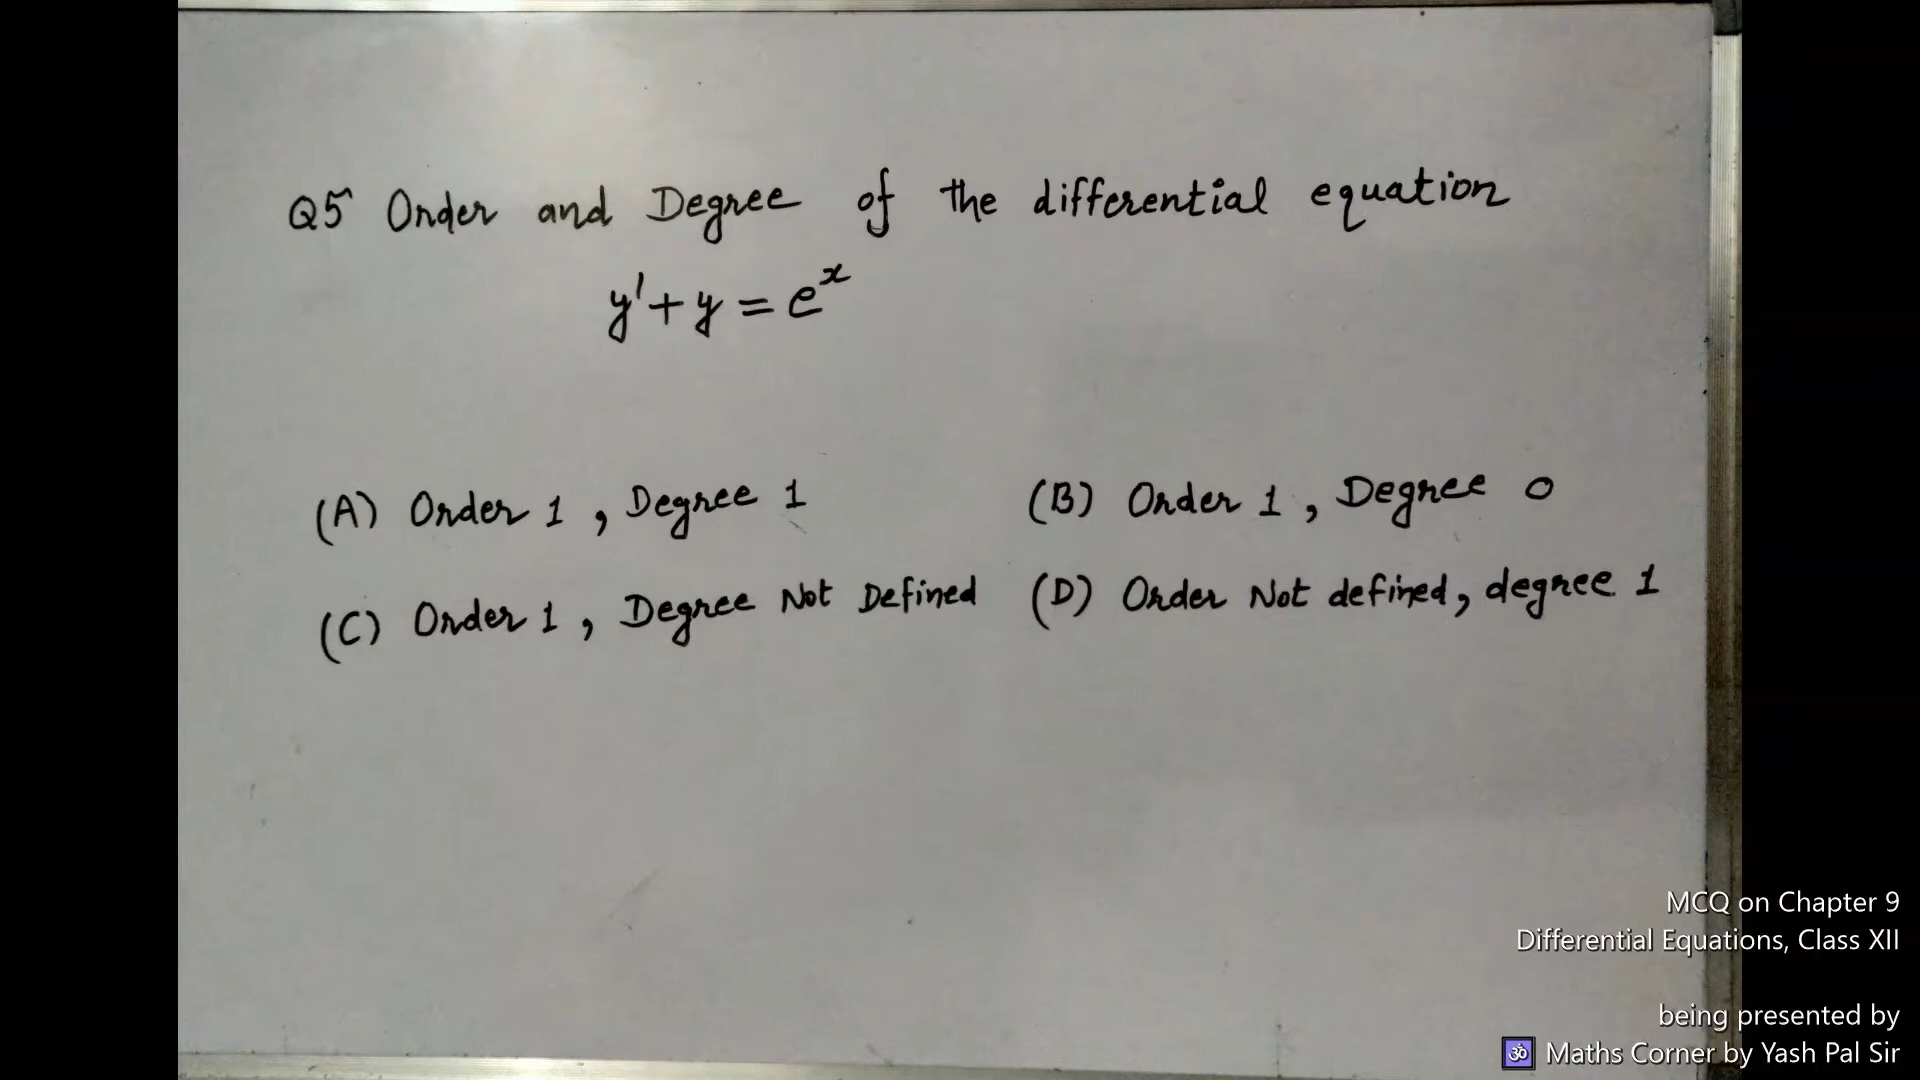 Q5 Order and Degree of the differential equation
y' + y = e^x
(A) Order 1, Degree 1
(B) Order 1, Degree 0
(C) Order 1, Degree Not Defined
(D) Order Not defined, degree 1
MCQ on Chapter 9
Differential Equations, Class XII
being presented by
ॐ Maths Corner by Yash Pal Sir